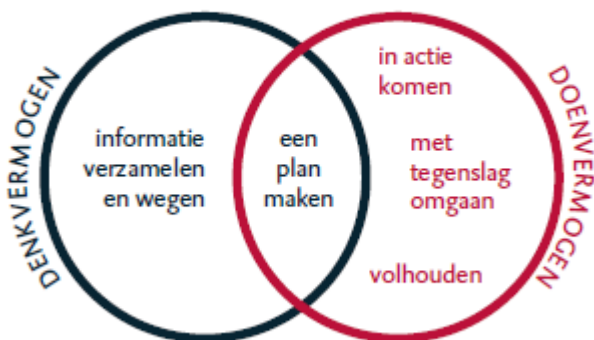 DENKVERMOGEN
informatie
verzamelen
en wegen
een
plan
maken
in actie
komen
met
tegenslag
omgaan
volhouden
DOENVERMOGEN